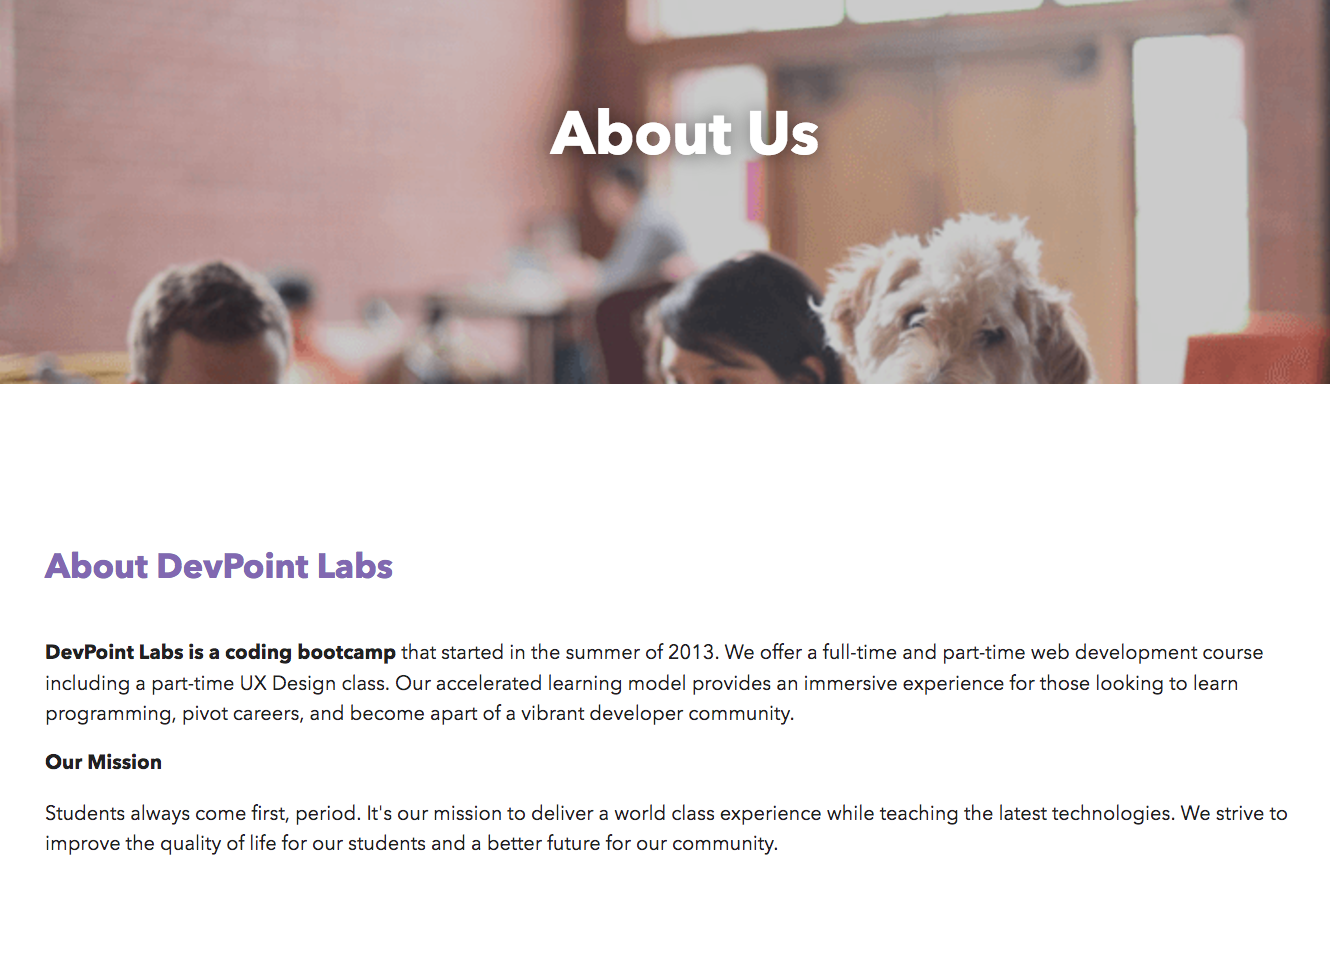 About Us
About DevPoint Labs
DevPoint Labs is a coding bootcamp that started in the summer of 2013. We offer a full-time and part-time web development course
including a part-time UX Design class. Our accelerated learning model provides an immersive experience for those looking to learn
programming, pivot careers, and become apart of a vibrant developer community.
Our Mission
Students always come first, period. It's our mission to deliver a world class experience while teaching the latest technologies. We strive to
improve the quality of life for our students and a better future for our community.